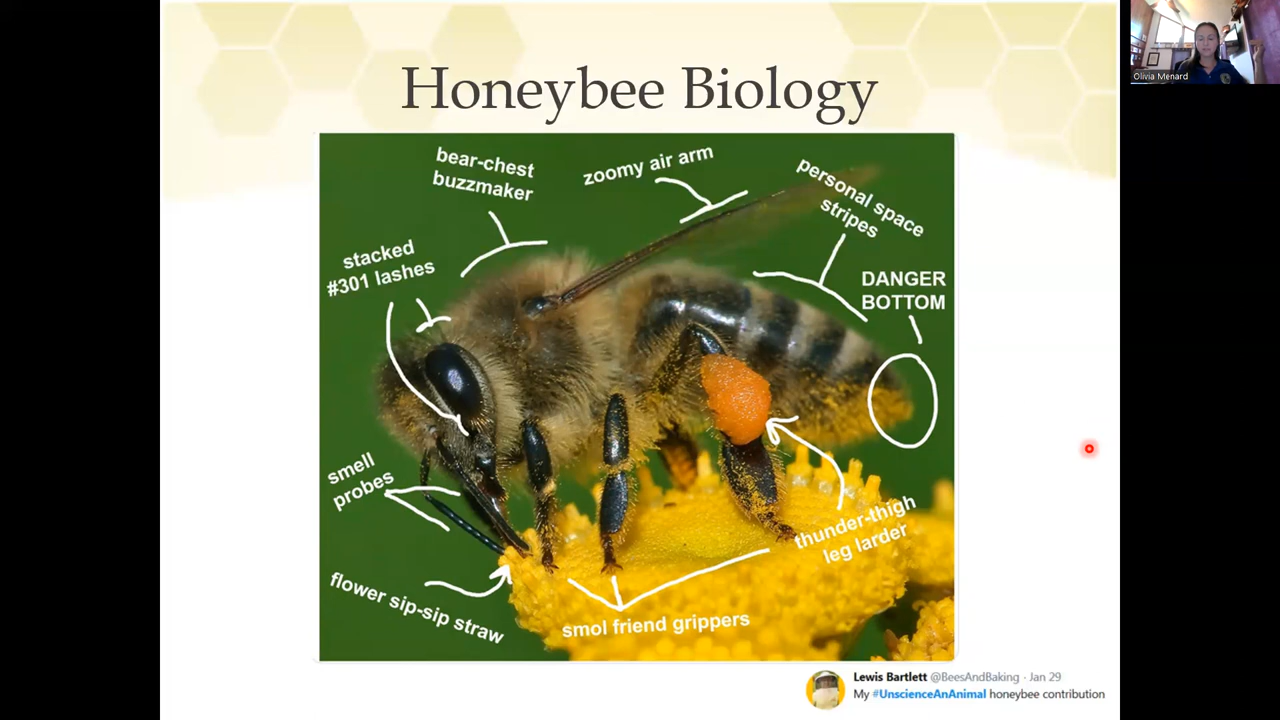 Honeybee Biology
bear-chest
buzzmaker
zoomy air arm
personal space
stripes
stacked
#301 lashes
DANGER
BOTTOM
smell
probes
thunder-thigh
leg larder
flower sip-sip straw
smol friend grippers
Lewis Bartlett @BeesAndBaking · Jan 29
My #UnscienceAnAnimal honeybee contribution
Olivia Menard